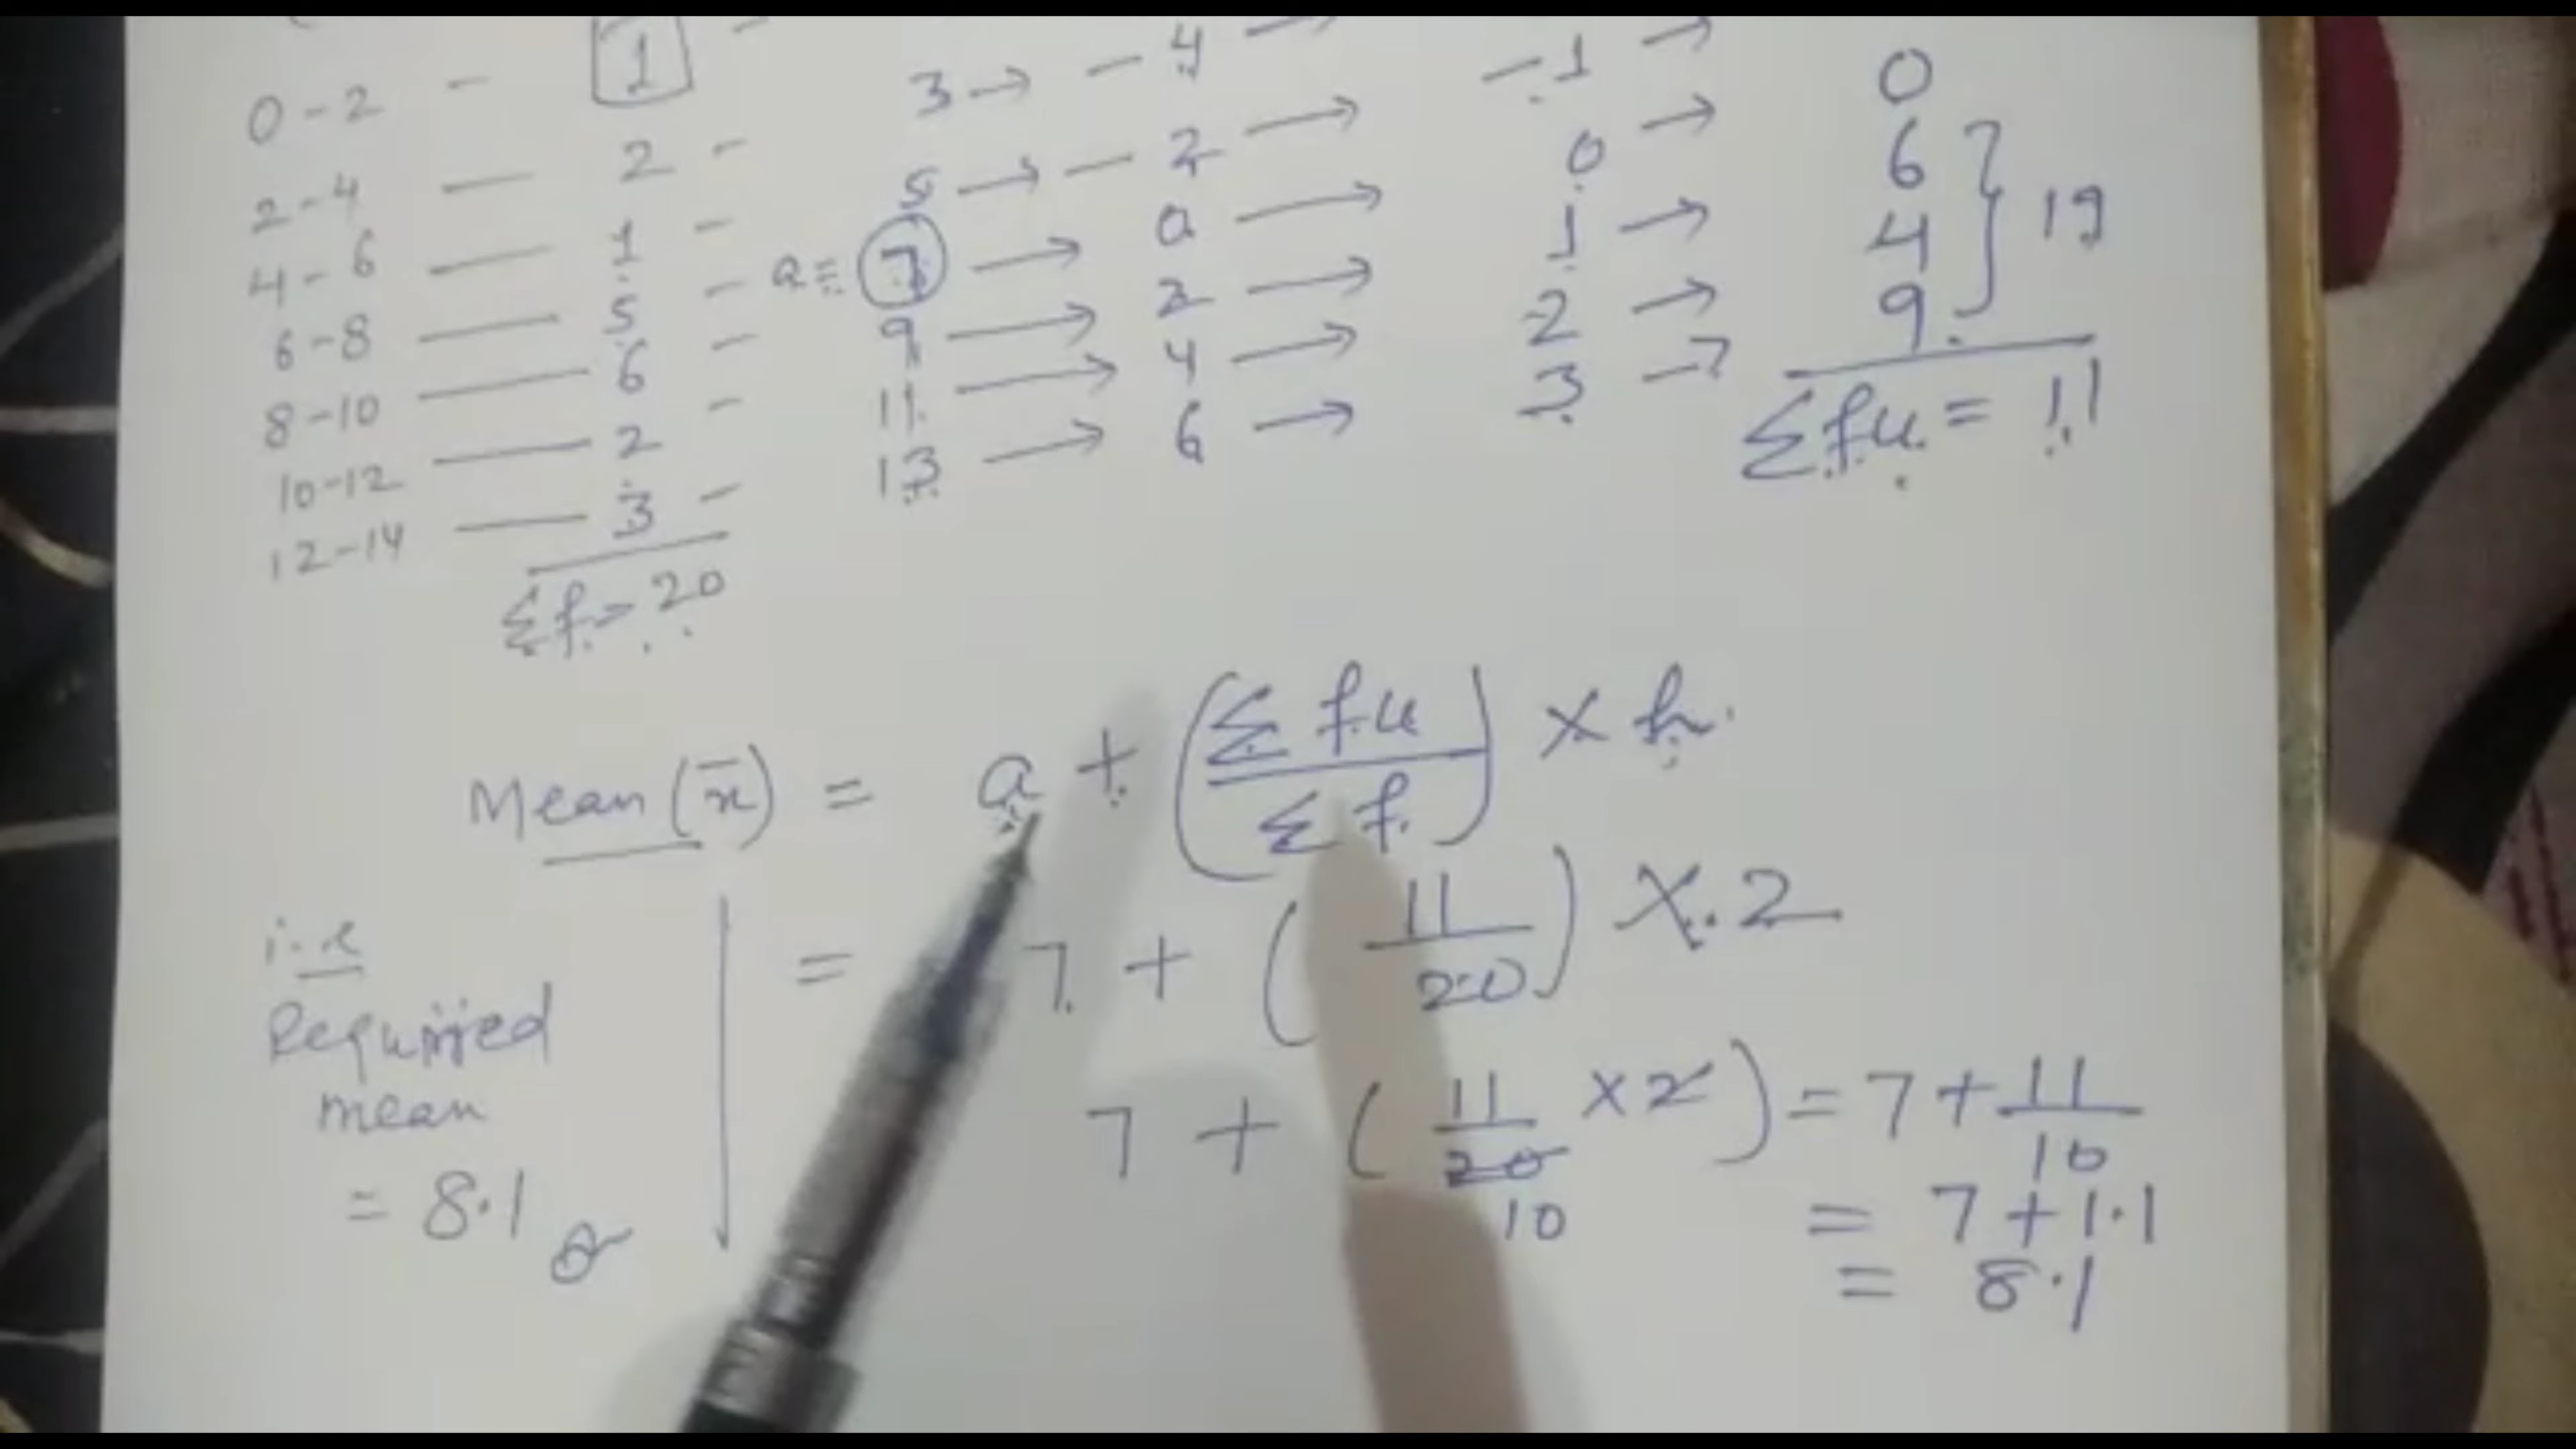 0-2 - 1 -
2-4 — 2 - 3 → -4 → -1 → 0
4-6 — 1 - 5 → -2 → 0 → 6
6-8 — 5 - a = 7 → 0 → 1 → 4 } 19
8-10 — 6 - 9 → 2 → 2 → 9
10-12 — 2 - 11 → 4 → 3 → Σfu = 11
12-14 — 3 - 13 → 6 →
Σf = 20
Mean (x̄) = a + (Σfu / Σf) × h
= 7 + (11/20) × 2
7 + (11/20 × 2) = 7 + 11/10
10
= 7 + 1.1
= 8.1
i.e
Required
mean
= 8.1